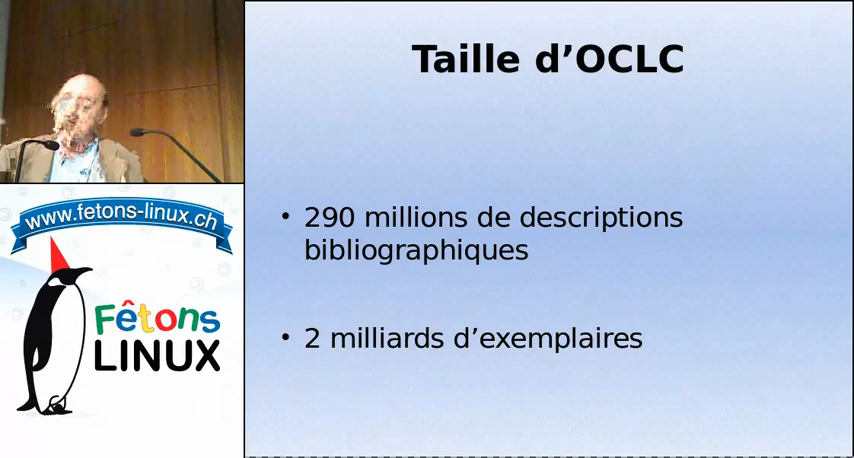 Taille d’OCLC
• 290 millions de descriptions
bibliographiques
• 2 milliards d’exemplaires
www.fetons-linux.ch
Fêtons
LINUX